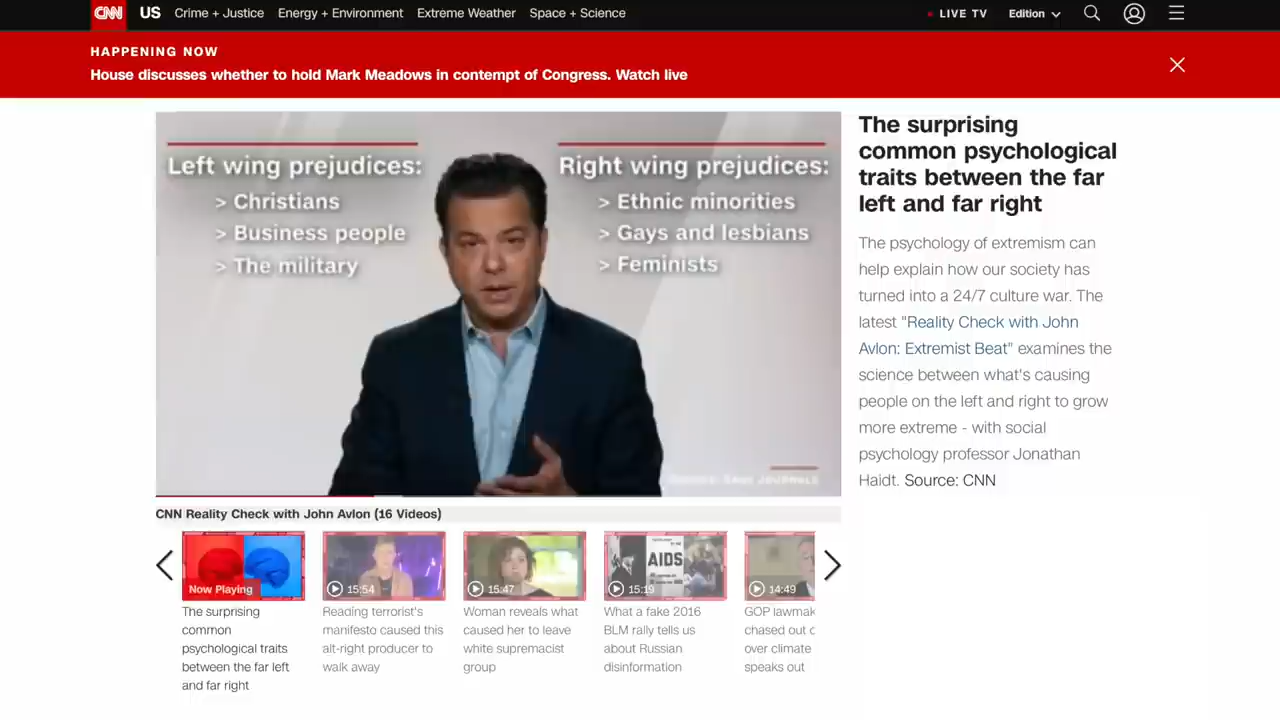 CNN US Crime + Justice Energy + Environment Extreme Weather Space + Science LIVE TV Edition
HAPPENING NOW
House discusses whether to hold Mark Meadows in contempt of Congress. Watch live
Left wing prejudices:
> Christians
> Business people
> The military
Right wing prejudices:
> Ethnic minorities
> Gays and lesbians
> Feminists
The surprising
common psychological
traits between the far
left and far right
The psychology of extremism can
help explain how our society has
turned into a 24/7 culture war. The
latest "Reality Check with John
Avlon: Extremist Beat" examines the
science between what's causing
people on the left and right to grow
more extreme - with social
psychology professor Jonathan
Haidt. Source: CNN
CNN Reality Check with John Avlon (16 Videos)
Now Playing
The surprising
common
psychological traits
between the far left
and far right
15:54
Reading terrorist's
manifesto caused this
alt-right producer to
walk away
15:47
Woman reveals what
caused her to leave
white supremacist
group
AIDS
15:19
What a fake 2016
BLM rally tells us
about Russian
disinformation
14:49
GOP lawmak
chased out
over climate
speaks out